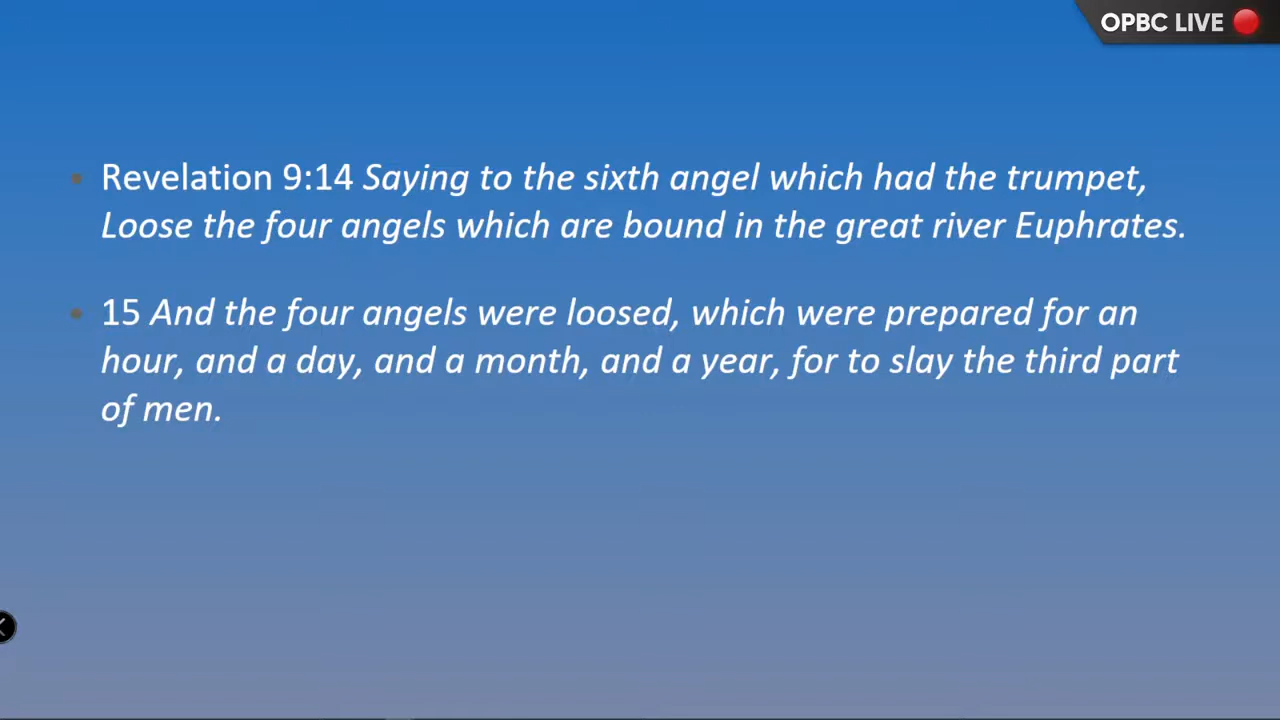 OPBC LIVE
• Revelation 9:14 Saying to the sixth angel which had the trumpet,
Loose the four angels which are bound in the great river Euphrates.
• 15 And the four angels were loosed, which were prepared for an
hour, and a day, and a month, and a year, for to slay the third part
of men.